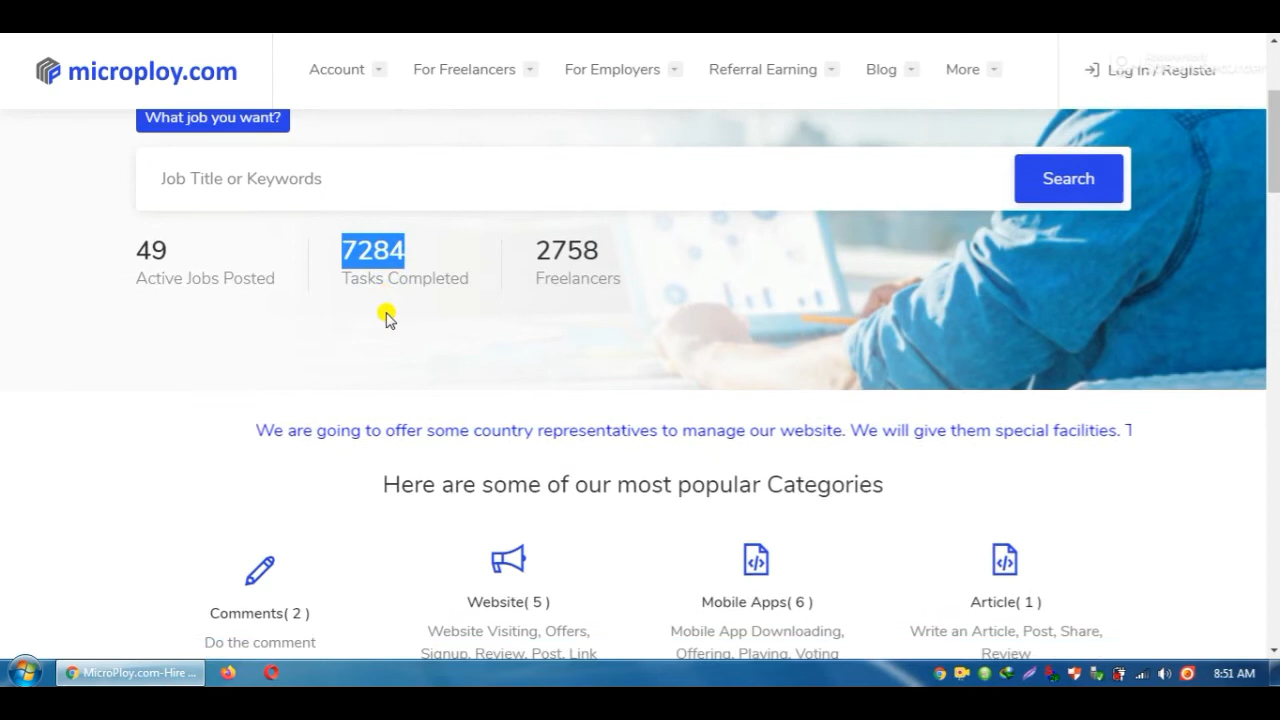 microploy.com
Account
For Freelancers
For Employers
Referral Earning
Blog
More
Log In / Register
What job you want?
Job Title or Keywords
Search
49
Active Jobs Posted
7284
Tasks Completed
2758
Freelancers
We are going to offer some country representatives to manage our website. We will give them special facilities. T
Here are some of our most popular Categories
Comments( 2 )
Do the comment
Website( 5 )
Website Visiting, Offers,
Signup, Review, Post, Link
Mobile Apps( 6 )
Mobile App Downloading,
Offering, Playing, Voting
Article( 1 )
Write an Article, Post, Share,
Review
MicroPloy.com-Hire ...
8:51 AM